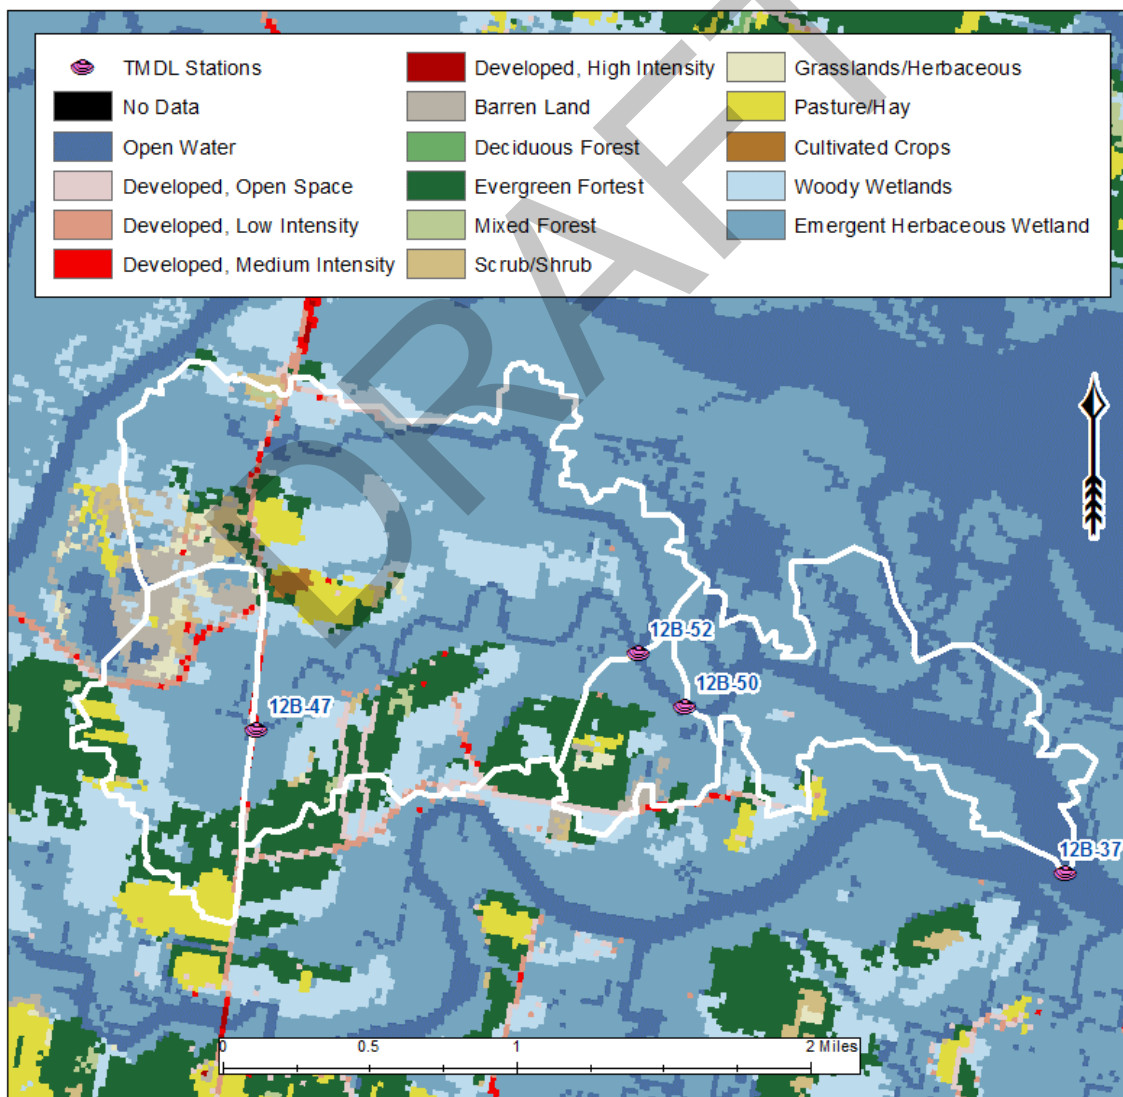 DRAFT
TMDL Stations
No Data
Open Water
Developed, Open Space
Developed, Low Intensity
Developed, Medium Intensity
Developed, High Intensity
Barren Land
Deciduous Forest
Evergreen Fortest
Mixed Forest
Scrub/Shrub
Grasslands/Herbaceous
Pasture/Hay
Cultivated Crops
Woody Wetlands
Emergent Herbaceous Wetland
12B-52
12B-50
12B-47
12B-37
0 0.5 1 2 Miles